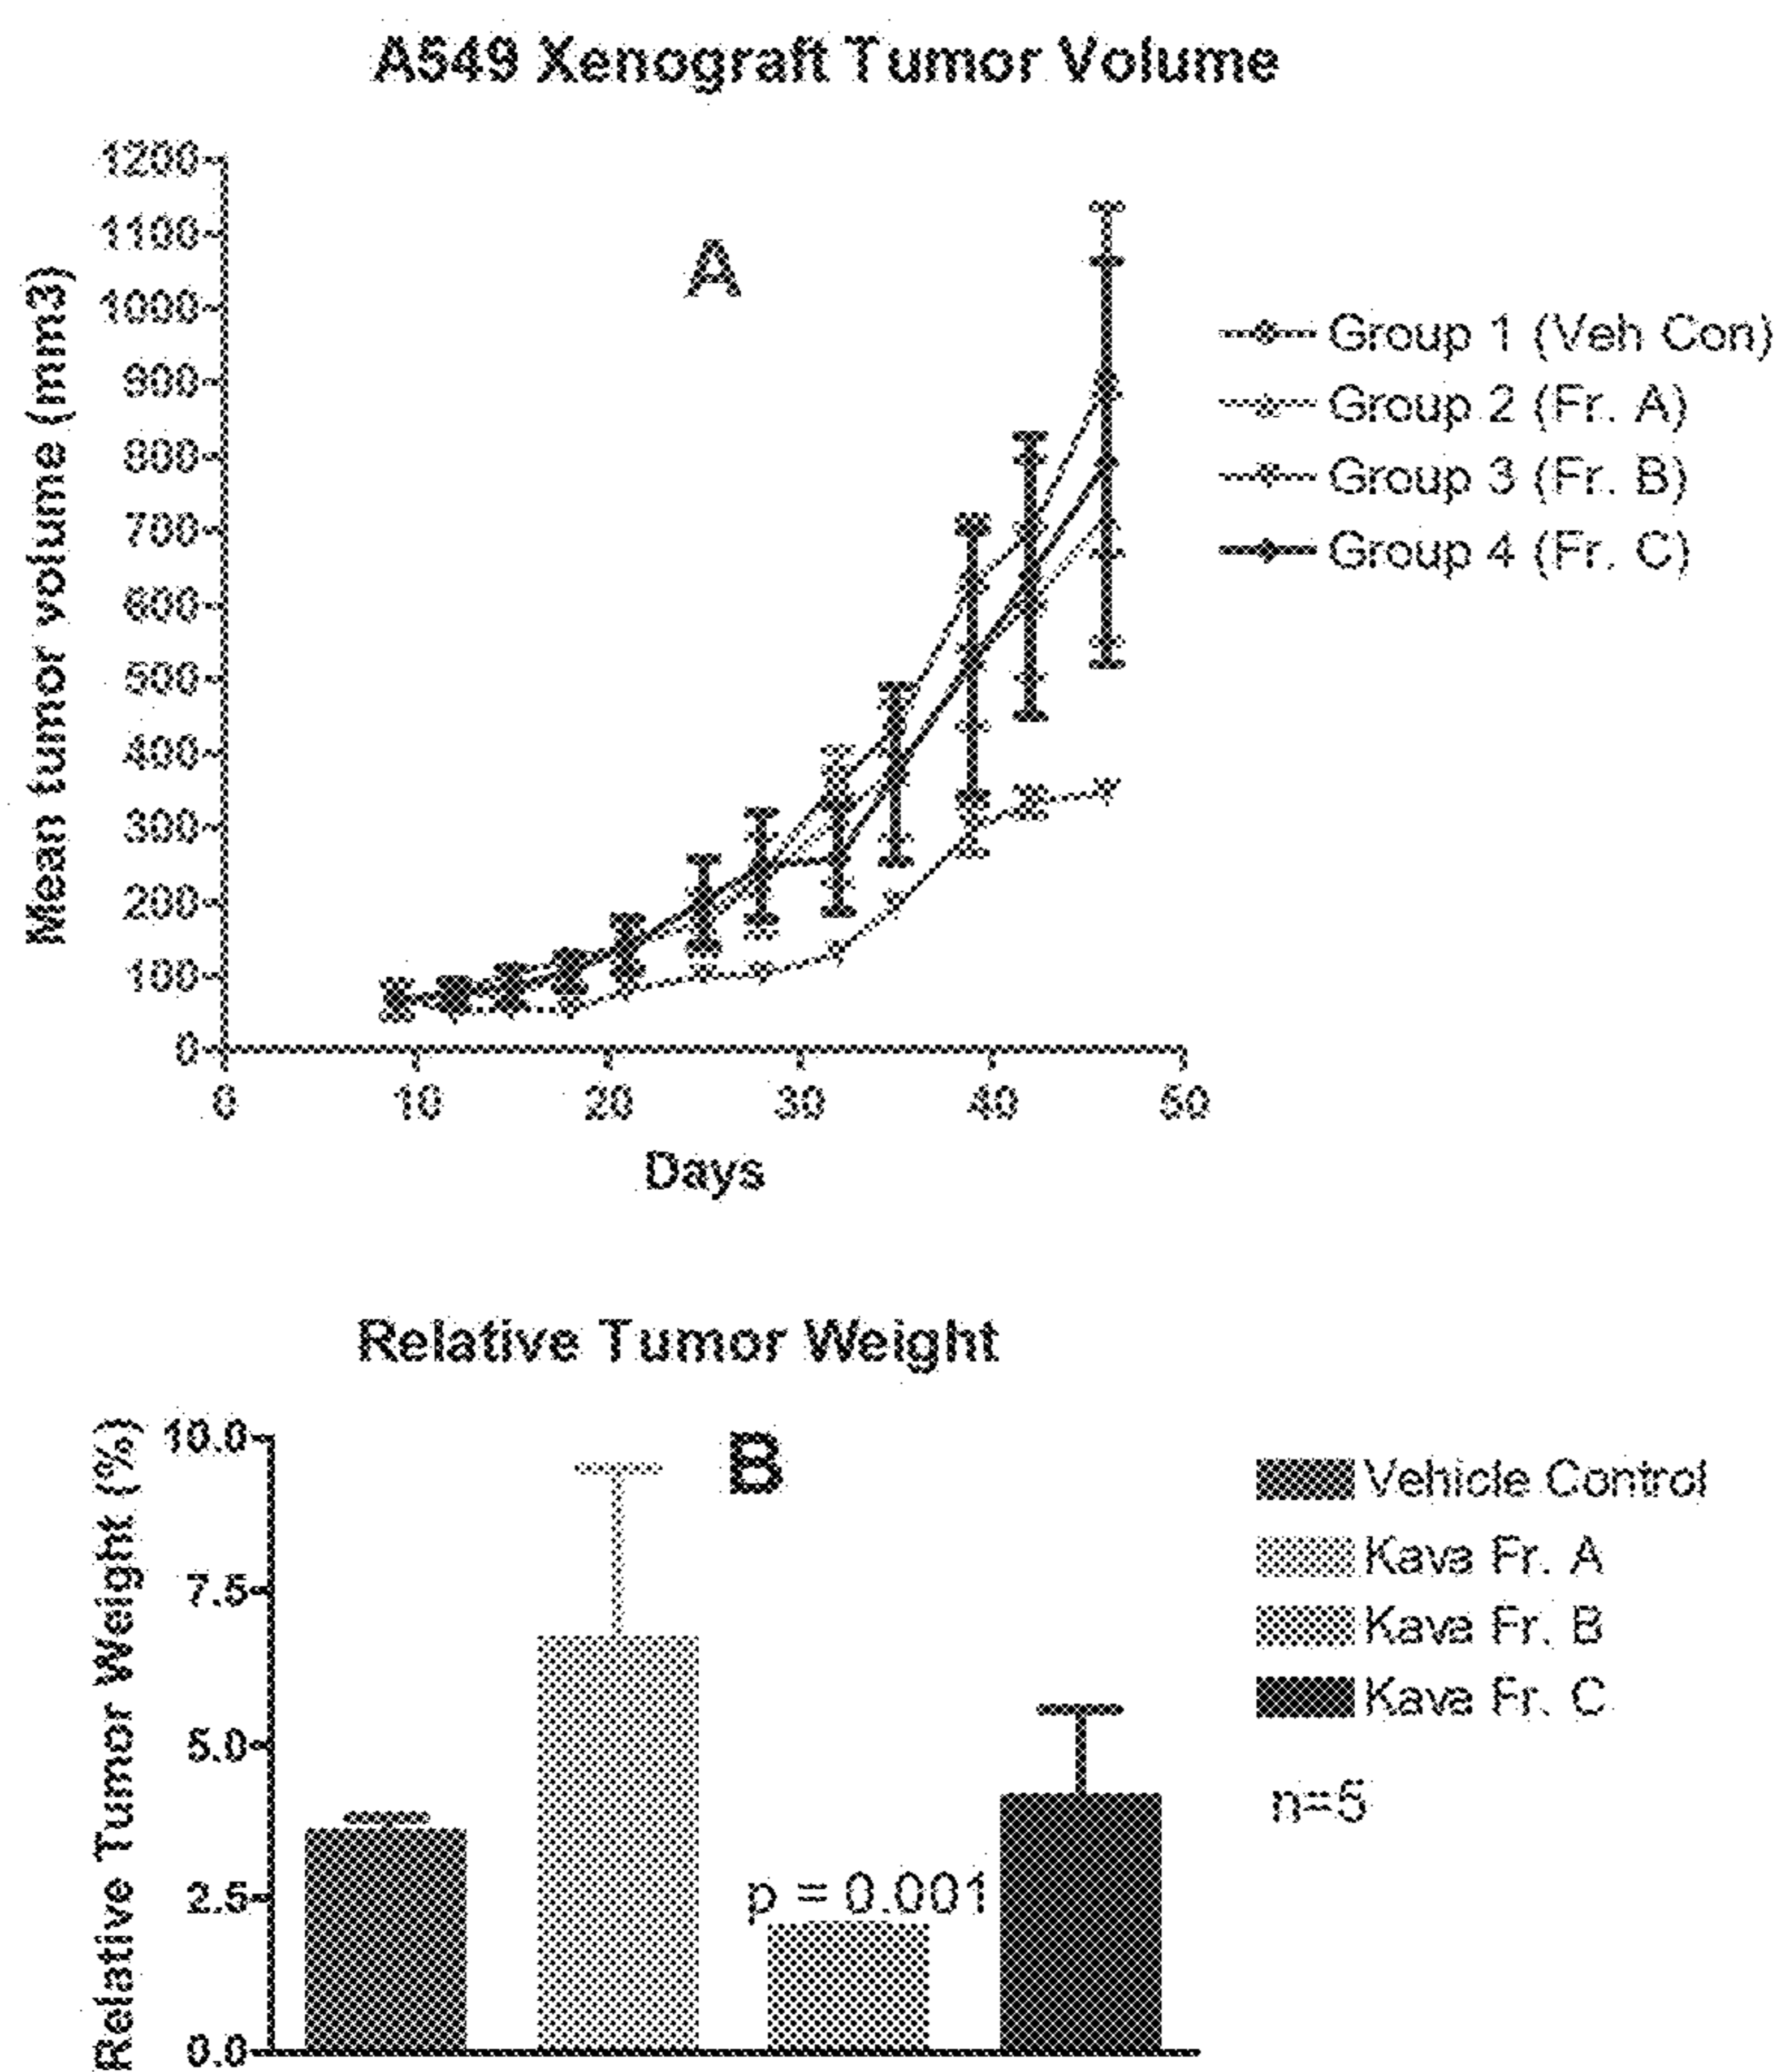 A549 Xenograft Tumor Volume
Mean tumor volume (mm3)
1200
1100
1000
900
800
700
600
500
400
300
200
100
0
A
Group 1 (Veh Con)
Group 2 (Fr. A)
Group 3 (Fr. B)
Group 4 (Fr. C)
0 10 20 30 40 50
Days
Relative Tumor Weight
Relative Tumor Weight (%)
10.0
7.5
5.0
2.5
0.0
B
p = 0.001
Vehicle Control
Kava Fr. A
Kava Fr. B
Kava Fr. C
n=5